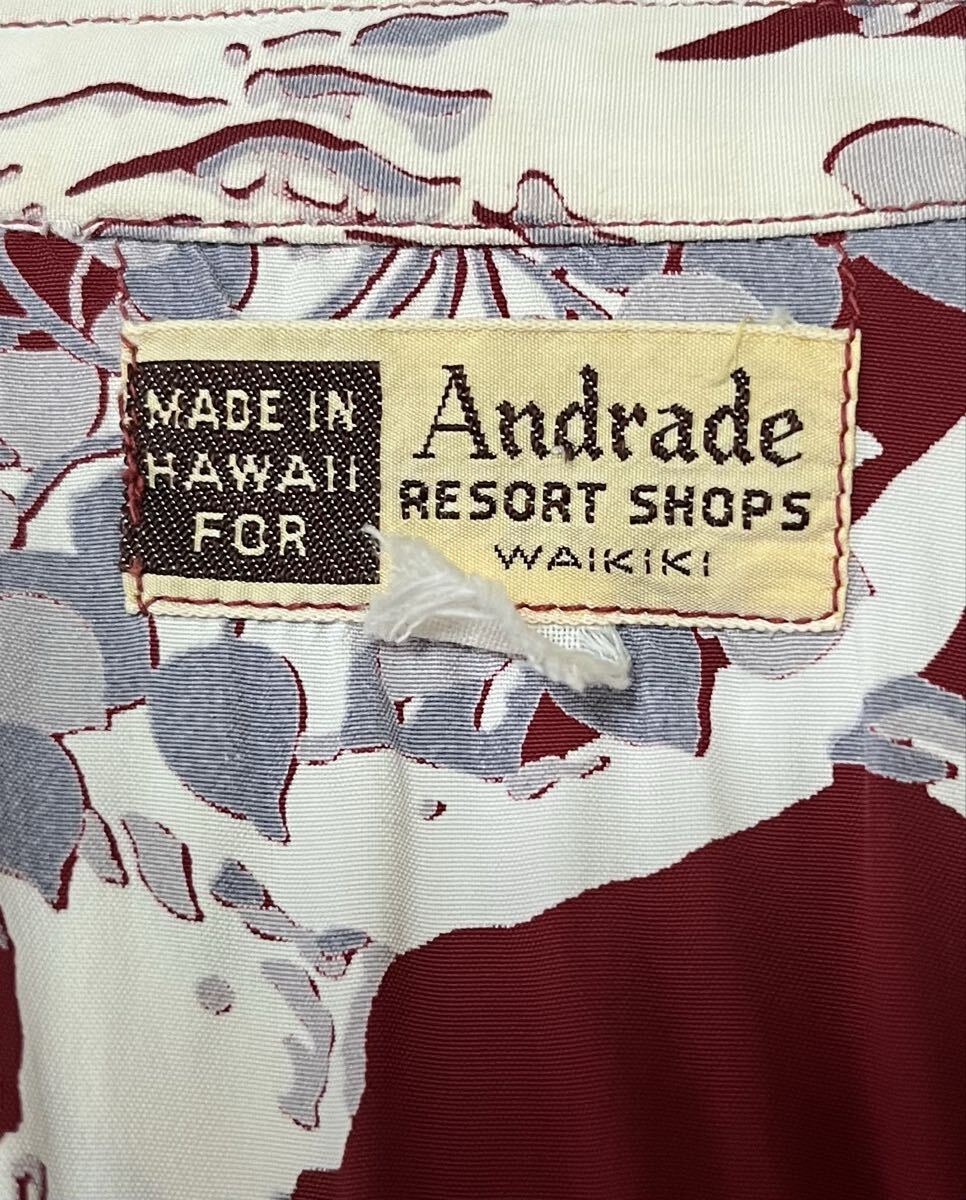 MADE IN
HAWAII
FOR
Andrade
RESORT SHOPS
WAIKIKI